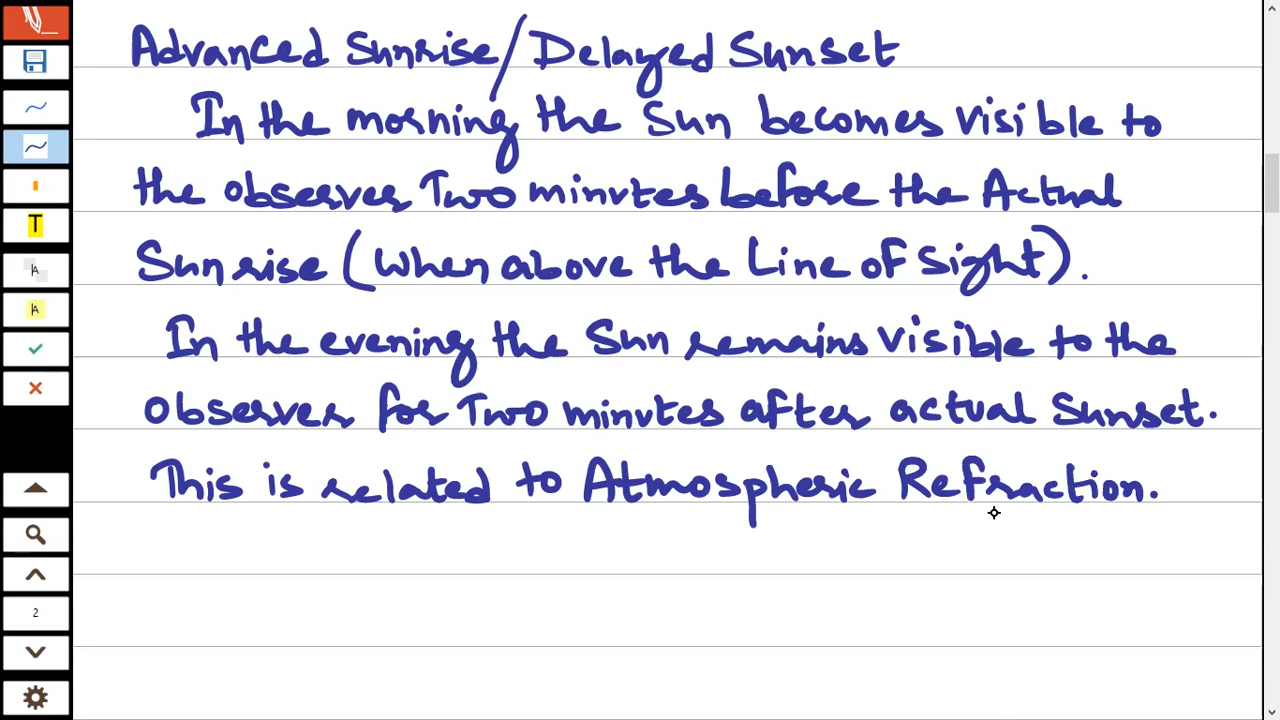 Advanced Sunrise/Delayed Sunset
In the morning the Sun becomes visible to
the observer Two minutes before the Actual
Sunrise (When above the Line of Sight).
In the evening the Sun remains visible to the
observer for Two minutes after actual Sunset.
This is related to Atmospheric Refraction.
T
A
A
2